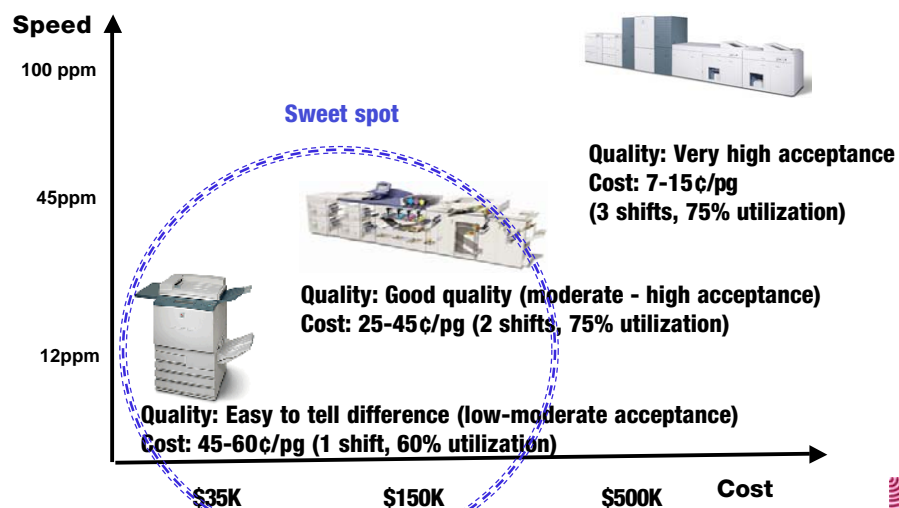 Speed
100 ppm
Sweet spot
Quality: Very high acceptance
Cost: 7-15¢/pg
(3 shifts, 75% utilization)
45ppm
Quality: Good quality (moderate - high acceptance)
Cost: 25-45¢/pg (2 shifts, 75% utilization)
12ppm
Quality: Easy to tell difference (low-moderate acceptance)
Cost: 45-60¢/pg (1 shift, 60% utilization)
$35K
$150K
$500K
Cost